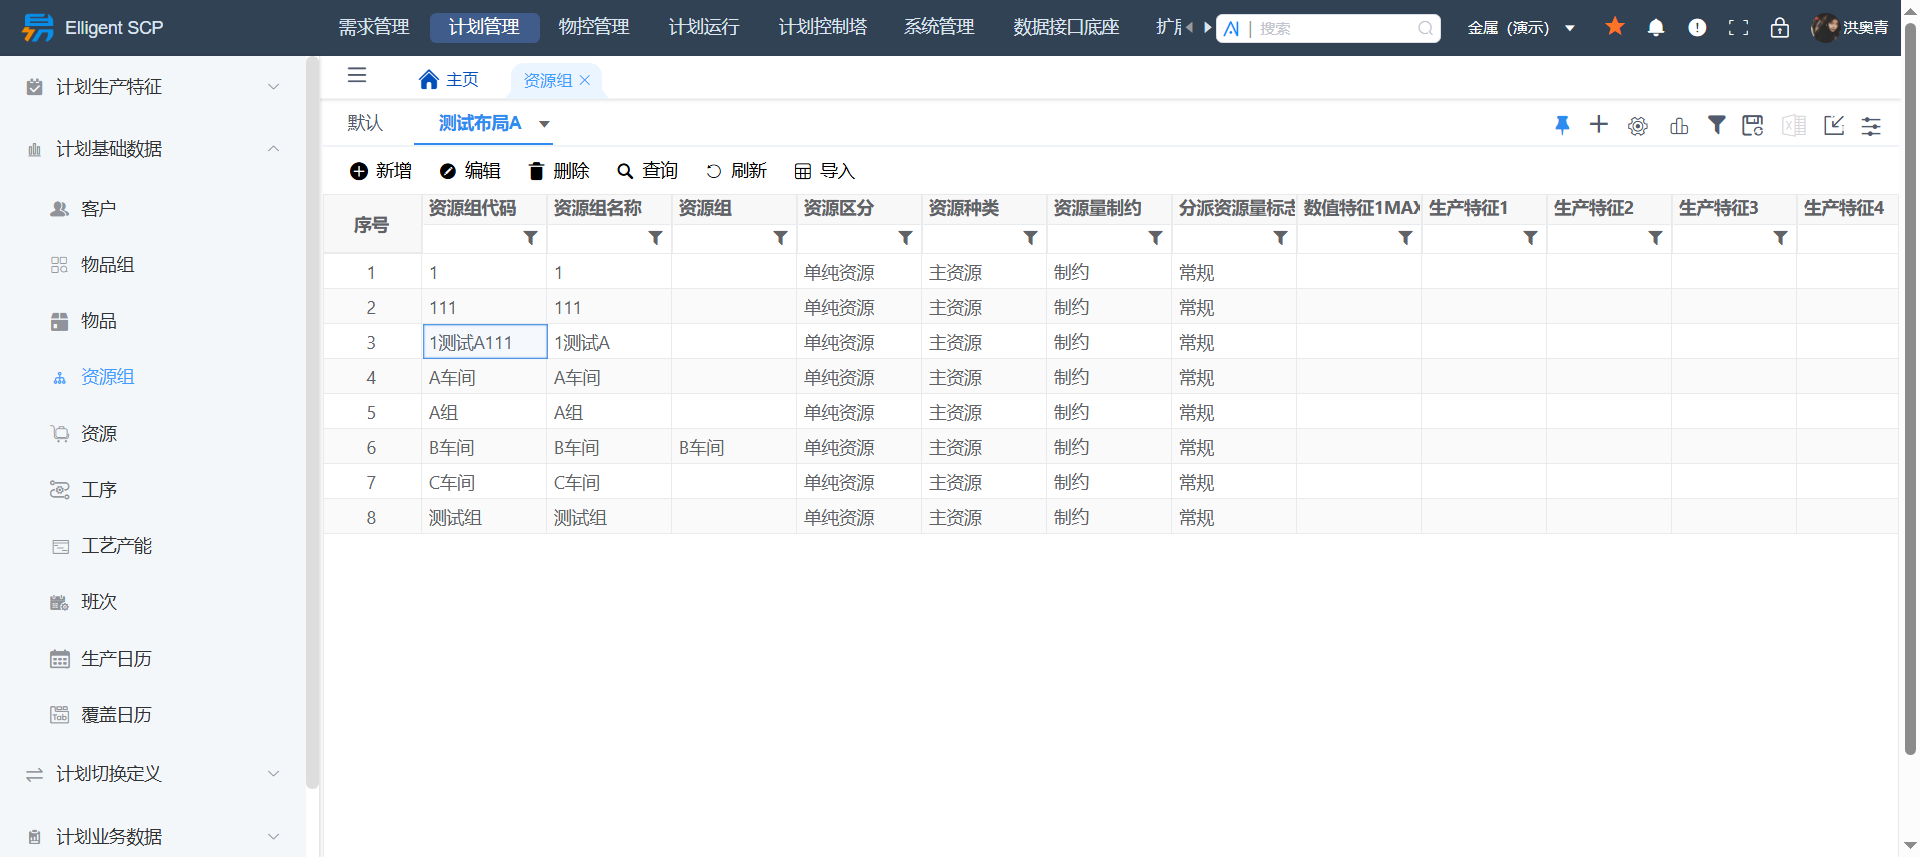 Elligent SCP
需求管理 计划管理 物控管理 计划运行 计划控制塔 系统管理 数据接口底座
AI | 搜索
金属 (演示)
洪奥青
计划生产特征
计划基础数据
客户
物品组
物品
资源组
资源
工序
工艺产能
班次
生产日历
Tab 覆盖日历
计划切换定义
计划业务数据
主页 资源组
默认 测试布局A
新增 编辑 删除 查询 刷新 导入
序号 资源组代码 资源组名称 资源组 资源区分 资源种类 资源量制约 分派资源量标志 数值特征1MAX 生产特征1 生产特征2 生产特征3 生产特征4
1 1 1 单纯资源 主资源 制约 常规
2 111 111 单纯资源 主资源 制约 常规
3 1测试A111 1测试A 单纯资源 主资源 制约 常规
4 A车间 A车间 单纯资源 主资源 制约 常规
5 A组 A组 单纯资源 主资源 制约 常规
6 B车间 B车间 B车间 单纯资源 主资源 制约 常规
7 C车间 C车间 单纯资源 主资源 制约 常规
8 测试组 测试组 单纯资源 主资源 制约 常规